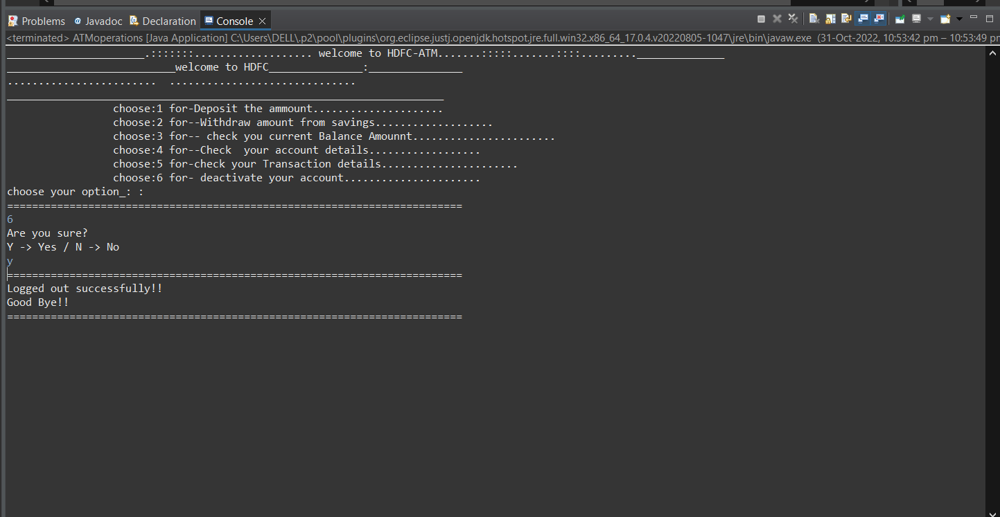 Problems Javadoc Declaration Console
<terminated> ATMoperations [Java Application] C:\Users\DELL\.p2\pool\plugins\org.eclipse.justj.openjdk.hotspot.jre.full.win32.x86_64_17.0.4.v20220805-1047\jre\bin\javaw.exe (31-Oct-2022, 10:53:42 pm – 10:53:49 pm
______________________.:::::::................... welcome to HDFC-ATM.......:::::.......::::.........______________
___________________________welcome to HDFC_______________:_______________
........................  ..............................
______________________________________________________________________
choose:1 for-Deposit the ammount.....................
choose:2 for--Withdraw amount from savings...................
choose:3 for-- check you current Balance Amounnt.......................
choose:4 for--Check  your account details..................
choose:5 for-check your Transaction details......................
choose:6 for- deactivate your account......................
choose your option_: :
=========================================================================
6
Are you sure?
Y -> Yes / N -> No
y
=========================================================================
Logged out successfully!!
Good Bye!!
=========================================================================